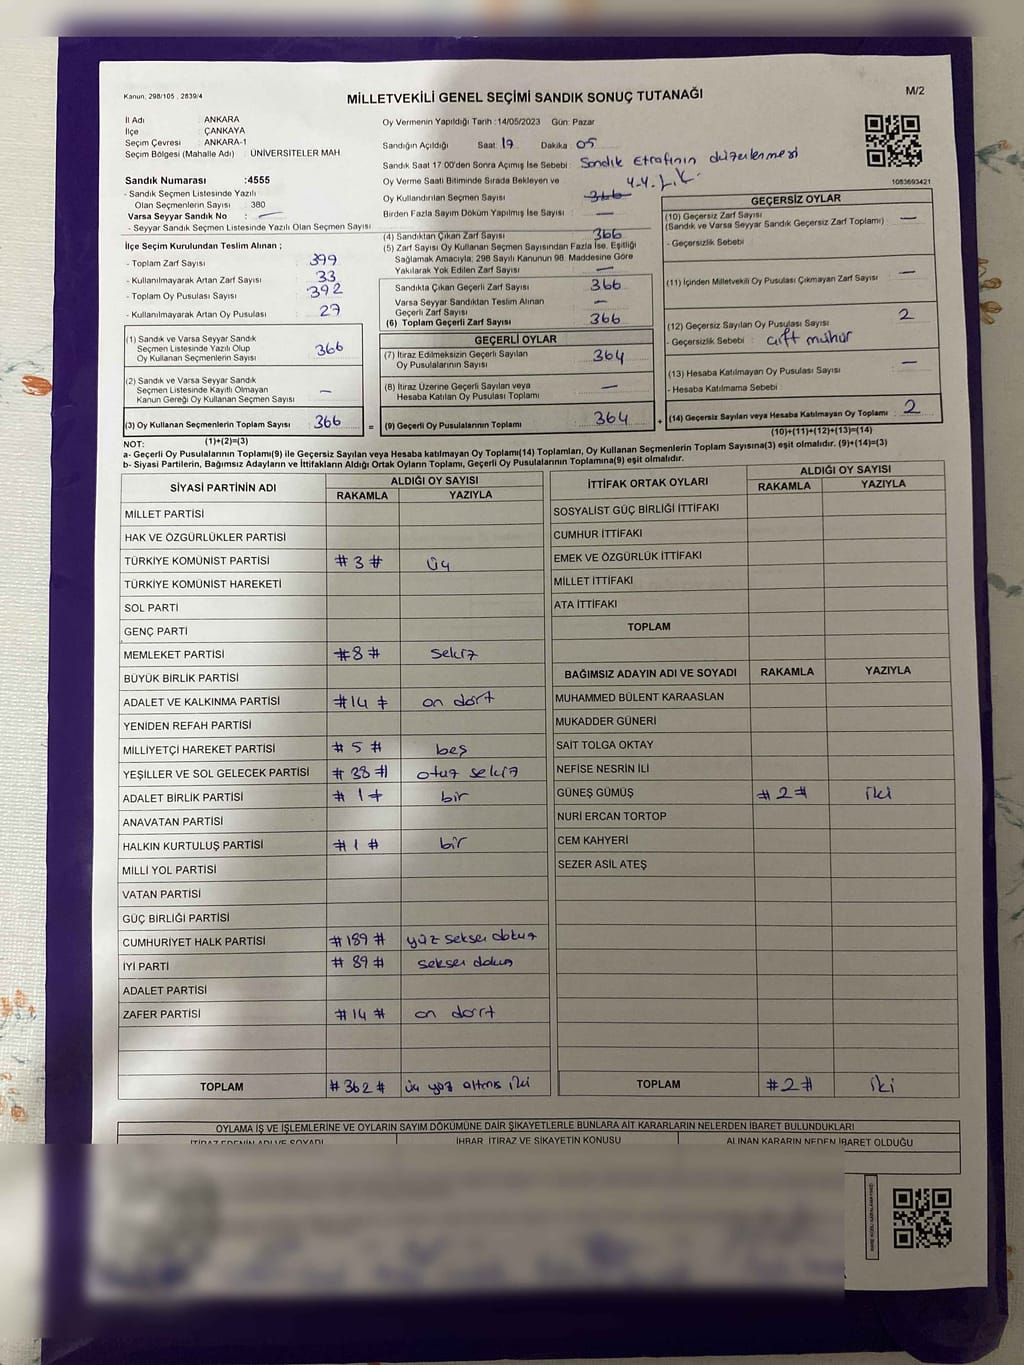 Kanun, 298/105 , 2839/4
MİLLETVEKİLİ GENEL SEÇİMİ SANDIK SONUÇ TUTANAĞI
M/2
İl Adı ANKARA
İlçe ÇANKAYA
Seçim Çevresi ANKARA-1
Seçim Bölgesi (Mahalle Adı) : ÜNİVERSİTELER MAH.
Oy Vermenin Yapıldığı Tarih :14/05/2023 Gün: Pazar
Sandığın Açıldığı Saat: 17 Dakika: 05
Sandık Saat 17:00'den Sonra Açımış İse Sebebi : Sandık Etrafının düzenlenmesi
Oy Verme Saati Bitiminde Sırada Bekleyen ve
Oy Kullandırılan Seçmen Sayısı : 366
Birden Fazla Sayım Döküm Yapılmış İse Sayısı : —
1083693421
Sandık Numarası :4555
- Sandık Seçmen Listesinde Yazılı
Olan Seçmenlerin Sayısı : 380
Varsa Seyyar Sandık No : —
- Seyyar Sandık Seçmen Listesinde Yazılı Olan Seçmen Sayısı
İlçe Seçim Kurulundan Teslim Alınan ;
- Toplam Zarf Sayısı : 399
- Kullanılmayarak Artan Zarf Sayısı : 33
- Toplam Oy Pusulası Sayısı : 392
- Kullanılmayarak Artan Oy Pusulası : 27
(1) Sandık ve Varsa Seyyar Sandık
Seçmen Listesinde Yazılı Olup
Oy Kullanan Seçmenlerin Sayısı : 366
(2) Sandık ve Varsa Seyyar Sandık
Seçmen Listesinde Kayıtlı Olmayan
Kanun Gereği Oy Kullanan Seçmen Sayısı : —
(3) Oy Kullanan Seçmenlerin Toplam Sayısı : 366
(1)+(2)=(3)
(4) Sandıktan Çıkan Zarf Sayısı : 366
(5) Zarf Sayısı Oy Kullanan Seçmen Sayısından Fazla İse, Eşitliği
Sağlamak Amacıyla; 298 Sayılı Kanunun 98. Maddesine Göre
Yakılarak Yok Edilen Zarf Sayısı : —
Sandıkta Çıkan Geçerli Zarf Sayısı : 366
Varsa Seyyar Sandıktan Teslim Alınan
Geçerli Zarf Sayısı : —
(6) Toplam Geçerli Zarf Sayısı : 366
GEÇERLİ OYLAR
(7) İtiraz Edilmeksizin Geçerli Sayılan
Oy Pusulalarının Sayısı : 364
(8) İtiraz Üzerine Geçerli Sayılan veya
Hesaba Katılan Oy Pusulası Toplamı : —
= (9) Geçerli Oy Pusulalarının Toplamı : 364
GEÇERSİZ OYLAR
(10) Geçersiz Zarf Sayısı
(Sandık ve Varsa Seyyar Sandık Geçersiz Zarf Toplamı) : —
- Geçersizlik Sebebi :
(11) İçinden Milletvekili Oy Pusulası Çıkmayan Zarf Sayısı : —
(12) Geçersiz Sayılan Oy Pusulası Sayısı : 2
- Geçersizlik Sebebi : çift mühür
(13) Hesaba Katılmayan Oy Pusulası Sayısı : —
- Hesaba Katılmama Sebebi :
+ (14) Geçersiz Sayılan veya Hesaba Katılmayan Oy Toplamı : 2
(10)+(11)+(12)+(13)=(14)
NOT:
a- Geçerli Oy Pusulalarının Toplamı(9) ile Geçersiz Sayılan veya Hesaba katılmayan Oy Toplamı(14) Toplamları, Oy Kullanan Seçmenlerin Toplam Sayısına(3) eşit olmalıdır. (9)+(14)=(3)
b- Siyasi Partilerin, Bağımsız Adayların ve İttifakların Aldığı Ortak Oyların Toplamı, Geçerli Oy Pusulalarının Toplamına(9) eşit olmalıdır.
SİYASİ PARTİNİN ADI ALDIĞI OY SAYISI
RAKAMLA YAZIYLA
MİLLET PARTİSİ
HAK VE ÖZGÜRLÜKLER PARTİSİ
TÜRKİYE KOMÜNİST PARTİSİ #3# üç
TÜRKİYE KOMÜNİST HAREKETİ
SOL PARTİ
GENÇ PARTİ
MEMLEKET PARTİSİ #8# sekiz
BÜYÜK BİRLİK PARTİSİ
ADALET VE KALKINMA PARTİSİ #14# on dört
YENİDEN REFAH PARTİSİ
MİLLİYETÇİ HAREKET PARTİSİ #5# beş
YEŞİLLER VE SOL GELECEK PARTİSİ #38# otuz sekiz
ADALET BİRLİK PARTİSİ #1# bir
ANAVATAN PARTİSİ
HALKIN KURTULUŞ PARTİSİ #1# bir
MİLLİ YOL PARTİSİ
VATAN PARTİSİ
GÜÇ BİRLİĞİ PARTİSİ
CUMHURİYET HALK PARTİSİ #189# yüz seksen dokuz
İYİ PARTİ #89# seksen dokuz
ADALET PARTİSİ
ZAFER PARTİSİ #14# on dört
TOPLAM #362# üç yüz altmış iki
İTTİFAK ORTAK OYLARI ALDIĞI OY SAYISI
RAKAMLA YAZIYLA
SOSYALİST GÜÇ BİRLİĞİ İTTİFAKI
CUMHUR İTTİFAKI
EMEK VE ÖZGÜRLÜK İTTİFAKI
MİLLET İTTİFAKI
ATA İTTİFAKI
TOPLAM
BAĞIMSIZ ADAYIN ADI VE SOYADI RAKAMLA YAZIYLA
MUHAMMED BÜLENT KARAASLAN
MUKADDER GÜNERİ
SAİT TOLGA OKTAY
NEFİSE NESRİN İLİ
GÜNEŞ GÜMÜŞ #2# iki
NURİ ERCAN TORTOP
CEM KAHYERİ
SEZER ASİL ATEŞ
TOPLAM #2# iki
OYLAMA İŞ VE İŞLEMLERİNE VE OYLARIN SAYIM DÖKÜMÜNE DAİR ŞİKAYETLERLE BUNLARA AİT KARARLARIN NELERDEN İBARET BULUNDUKLARI
İTİRAZ EDENİN ADI VE SOYADI İHBAR, İTİRAZ VE ŞİKAYETİN KONUSU ALINAN KARARIN NEDEN İBARET OLDUĞU